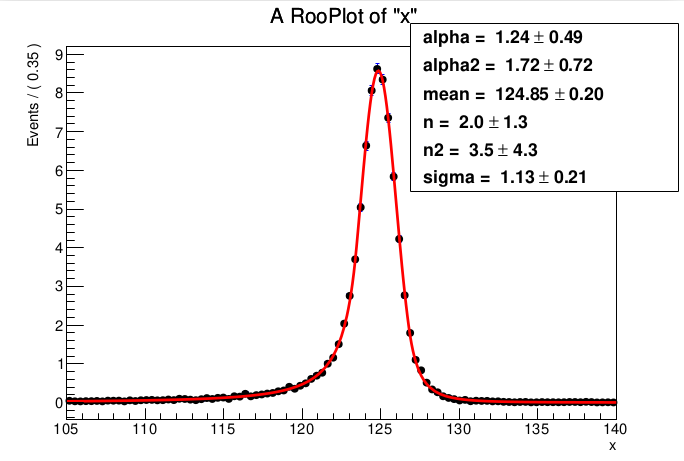 A RooPlot of "x"
alpha = 1.24 ± 0.49
alpha2 = 1.72 ± 0.72
mean = 124.85 ± 0.20
n = 2.0 ± 1.3
n2 = 3.5 ± 4.3
sigma = 1.13 ± 0.21
Events / ( 0.35 )
9
8
7
6
5
4
3
2
1
0
105 110 115 120 125 130 135 140
x